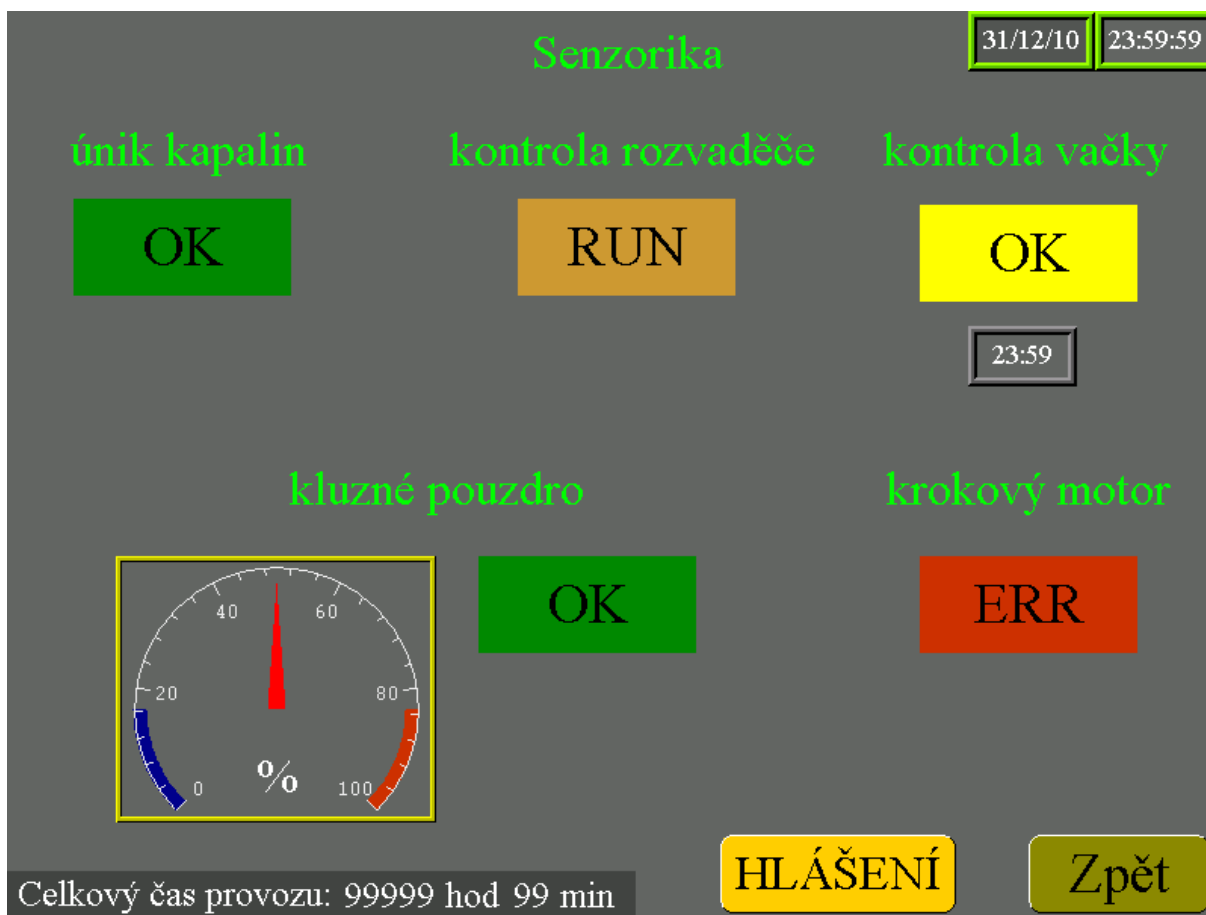 Senzorika
31/12/10
23:59:59
únik kapalin
kontrola rozvaděče
kontrola vačky
OK
RUN
OK
23:59
kluzné pouzdro
krokový motor
40
60
20
80
0
%
100
OK
ERR
HLÁŠENÍ
Zpět
Celkový čas provozu: 99999 hod 99 min